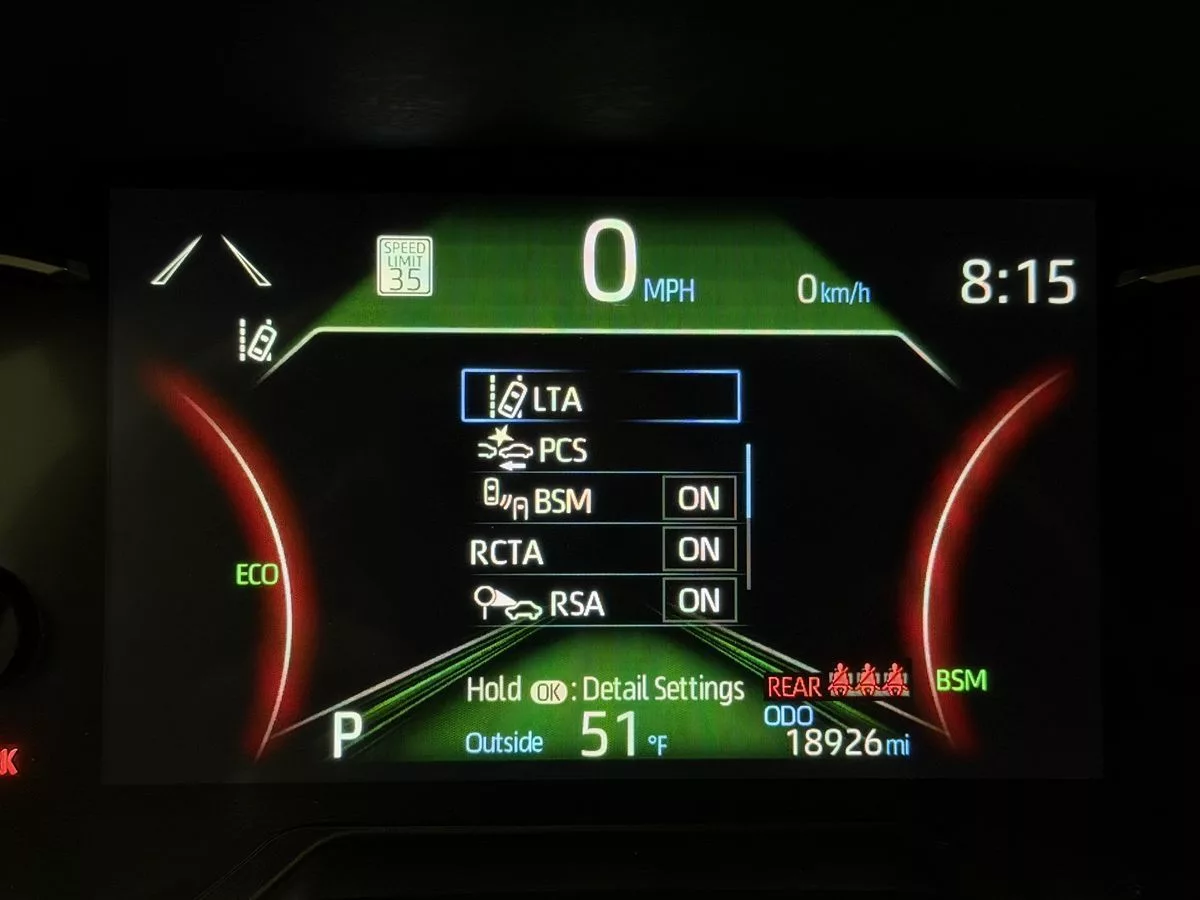 SPEED
LIMIT
35
0 MPH
0 km/h
8:15
LTA
PCS
BSM ON
RCTA ON
RSA ON
ECO
BSM
Hold OK : Detail Settings
REAR
P
Outside 51 °F
ODO
18926 mi
K